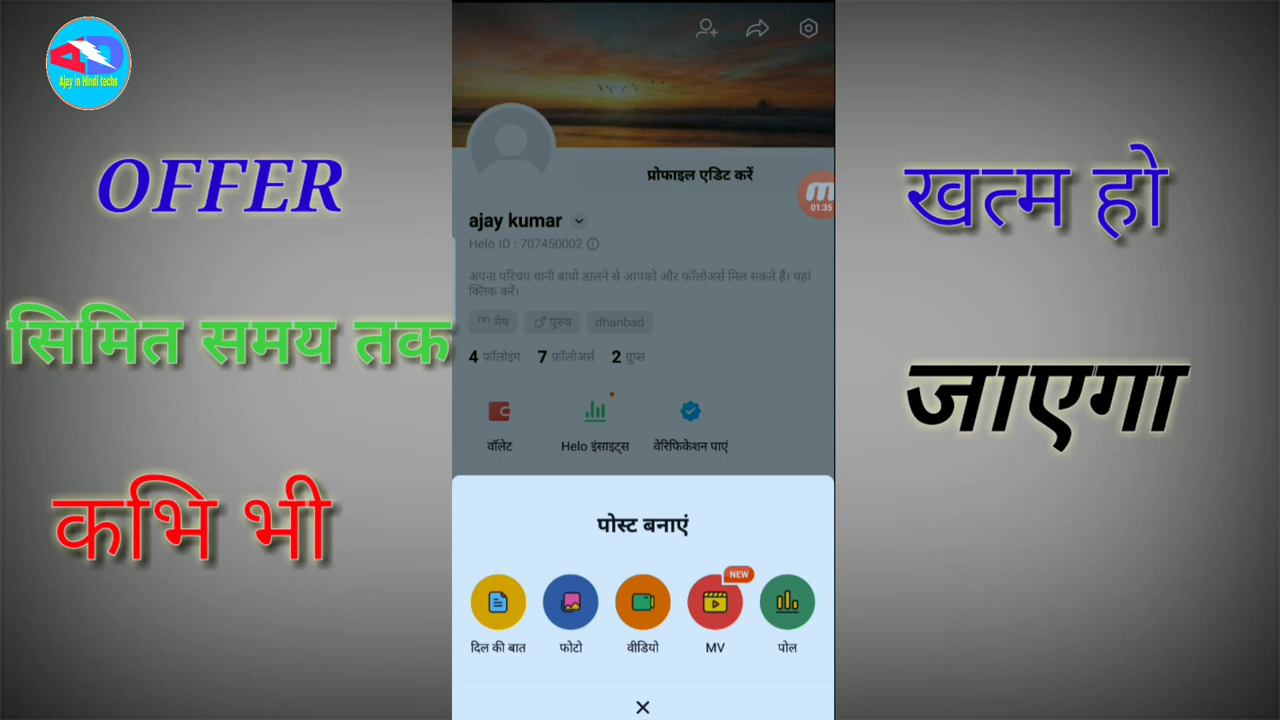 AD
Ajay in Hindi techs
OFFER
सिमित समय तक
कभि भी
प्रोफाइल एडिट करें
01:35
ajay kumar
Helo ID : 707450002
अपना परिचय यानी बायो डालने से आपको और फॉलोअर्स मिल सकते हैं। यहां
क्लिक करें।
मेष पुरुष dhanbad
4 फॉलोइंग 7 फ़ॉलोअर्स 2 ग्रुप्स
वॉलेट Helo इंसाइट्स वेरिफिकेशन पाएं
पोस्ट बनाएं
NEW
दिल की बात फोटो वीडियो MV पोल
खत्म हो
जाएगा